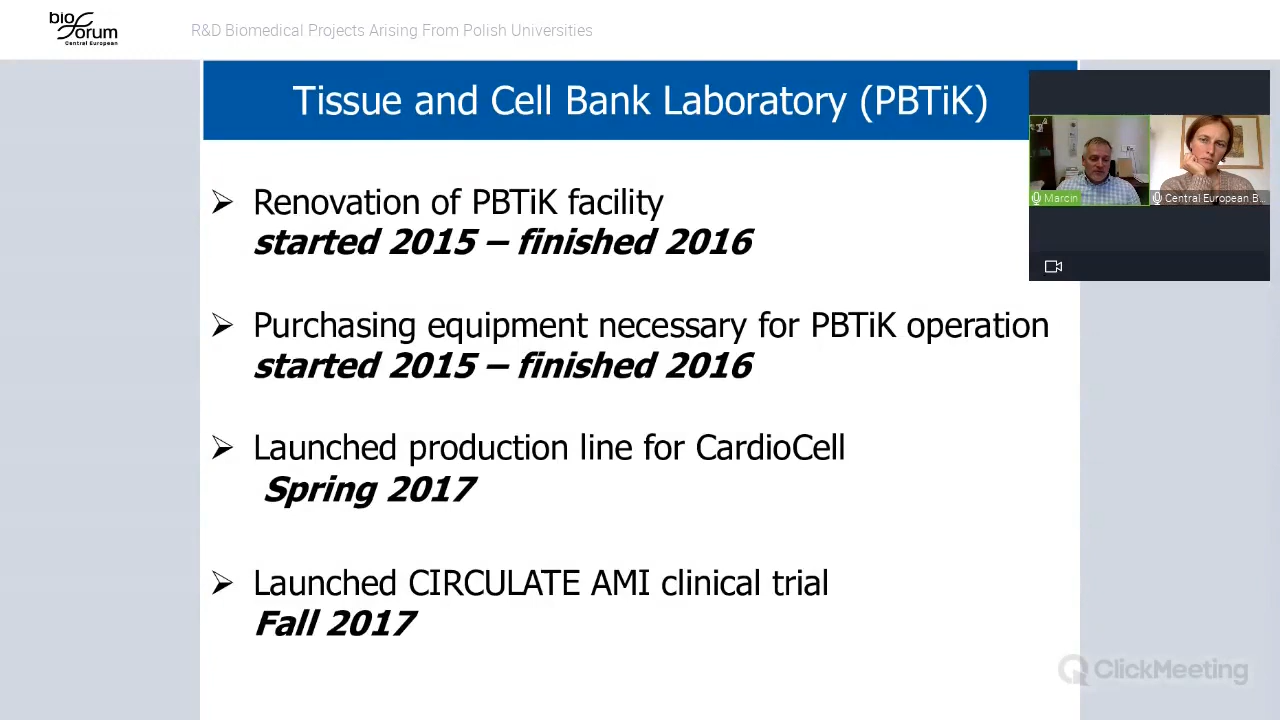 bio
Forum
Central European
R&D Biomedical Projects Arising From Polish Universities
Tissue and Cell Bank Laboratory (PBTiK)
Marcin
Central European B...
➢ Renovation of PBTiK facility
started 2015 – finished 2016
➢ Purchasing equipment necessary for PBTiK operation
started 2015 – finished 2016
➢ Launched production line for CardioCell
Spring 2017
➢ Launched CIRCULATE AMI clinical trial
Fall 2017
ClickMeeting